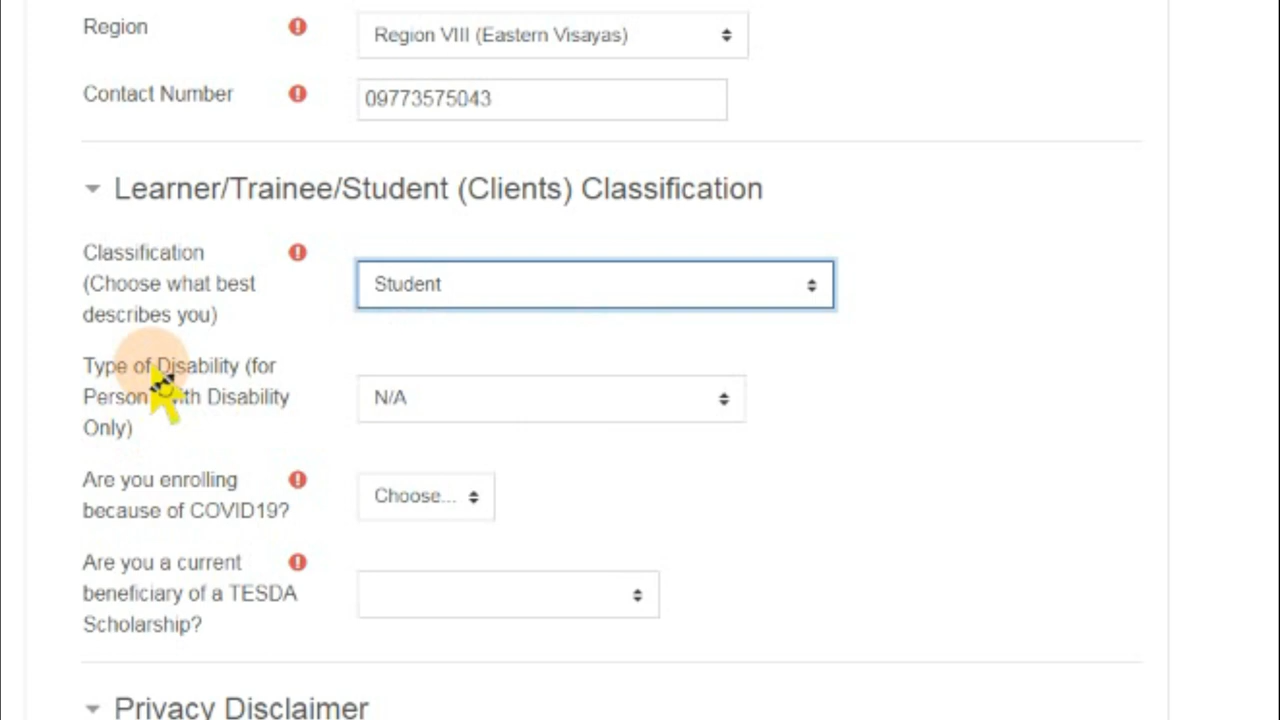 Region
Region VIII (Eastern Visayas)
Contact Number
09773575043
Learner/Trainee/Student (Clients) Classification
Classification
(Choose what best
describes you)
Student
Type of Disability (for
Person with Disability
Only)
N/A
Are you enrolling
because of COVID19?
Choose...
Are you a current
beneficiary of a TESDA
Scholarship?
Privacy Disclaimer